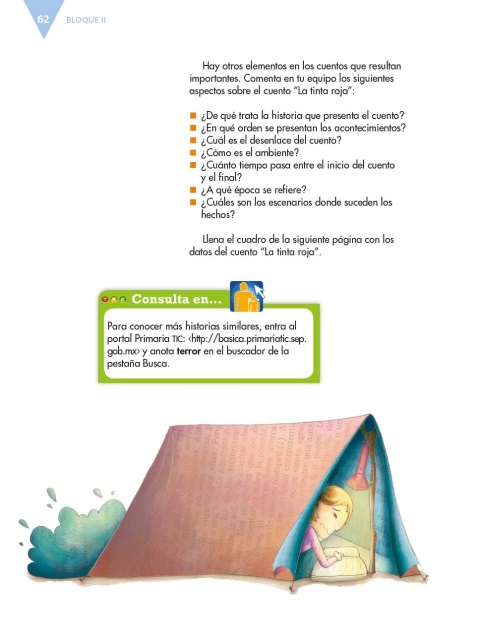 62
BLOQUE II
Hay otros elementos en los cuentos que resultan
importantes. Comenta en tu equipo los siguientes
aspectos sobre el cuento “La tinta roja”:
¿De qué trata la historia que presenta el cuento?
¿En qué orden se presentan los acontecimientos?
¿Cuál es el desenlace del cuento?
¿Cómo es el ambiente?
¿Cuánto tiempo pasa entre el inicio del cuento
y el final?
¿A qué época se refiere?
¿Cuáles son los escenarios donde suceden los
hechos?
Llena el cuadro de la siguiente página con los
datos del cuento “La tinta roja”.
Consulta en...
Para conocer más historias similares, entra al
portal Primaria TIC: ‹http://basica.primariatic.sep.
gob.mx› y anota terror en el buscador de la
pestaña Busca.